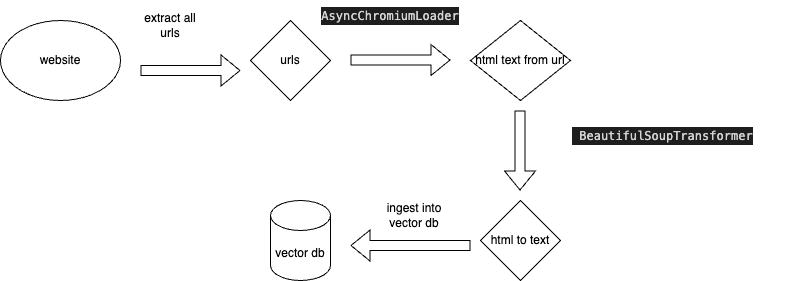 extract all
urls
AsyncChromiumLoader
website
urls
html text from url
BeautifulSoupTransformer
ingest into
vector db
html to text
vector db